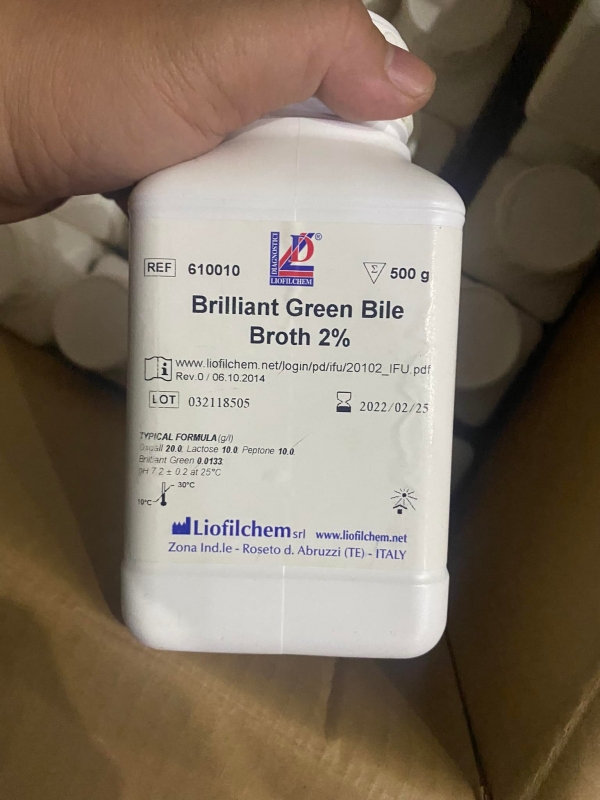 DIAGNOSTICI
LD®
LIOFILCHEM
REF 610010
Σ 500 g
Brilliant Green Bile
Broth 2%
i www.liofilchem.net/login/pd/ifu/20102_IFU.pdf
Rev.0 / 06.10.2014
LOT 032118505
2022/02/25
TYPICAL FORMULA (g/l)
Oxgall 20.0, Lactose 10.0, Peptone 10.0,
Brilliant Green 0.0133.
pH 7.2 ± 0.2 at 25°C
30°C
10°C
Liofilchem srl www.liofilchem.net
Zona Ind.le - Roseto d. Abruzzi (TE) - ITALY